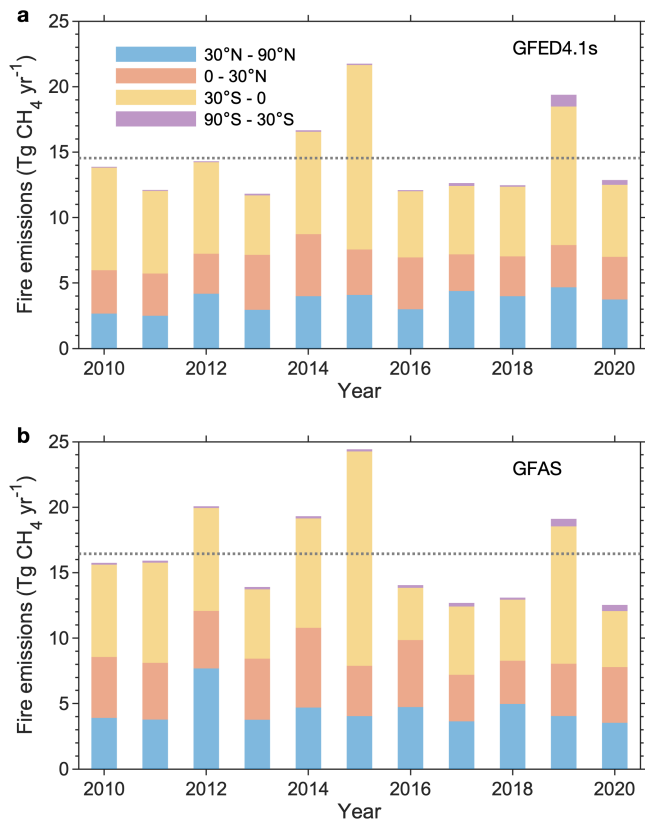 a
GFED4.1s
30°N - 90°N
0 - 30°N
30°S - 0
90°S - 30°S
Fire emissions (Tg CH₄ yr⁻¹)
25
20
15
10
5
0
2010 2012 2014 2016 2018 2020
Year
b
GFAS
Fire emissions (Tg CH₄ yr⁻¹)
25
20
15
10
5
0
2010 2012 2014 2016 2018 2020
Year